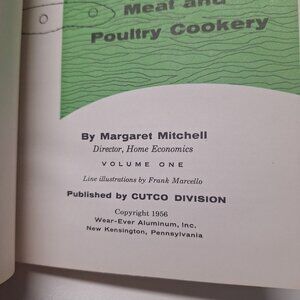 Meat and
Poultry Cookery
By Margaret Mitchell
Director, Home Economics
VOLUME ONE
Line illustrations by Frank Marcello
Published by CUTCO DIVISION
Copyright 1956
Wear-Ever Aluminum, Inc.
New Kensington, Pennsylvania